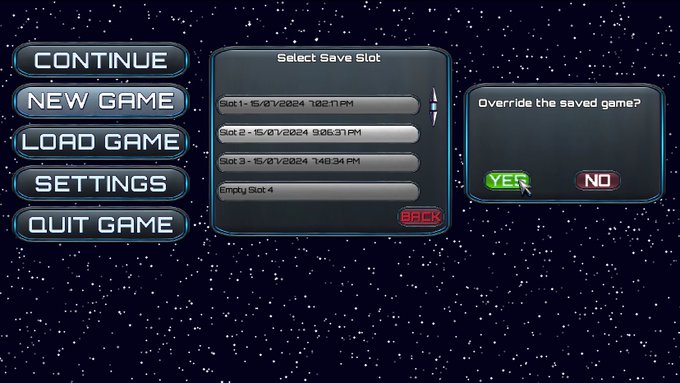 CONTINUE
NEW GAME
LOAD GAME
SETTINGS
QUIT GAME
Select Save Slot
Slot 1 - 15/07/2024 7:02:17 PM
Slot 2 - 15/07/2024 9:06:37 PM
Slot 3 - 15/07/2024 7:48:34 PM
Empty Slot 4
BACK
Override the saved game?
YES
NO